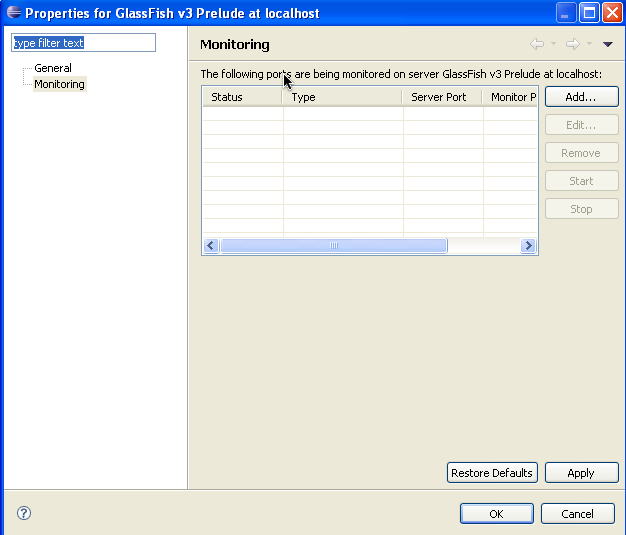 Properties for GlassFish v3 Prelude at localhost
type filter text
General
Monitoring
Monitoring
The following ports are being monitored on server GlassFish v3 Prelude at localhost:
Status Type Server Port Monitor P
Add...
Edit...
Remove
Start
Stop
Restore Defaults Apply
? OK Cancel